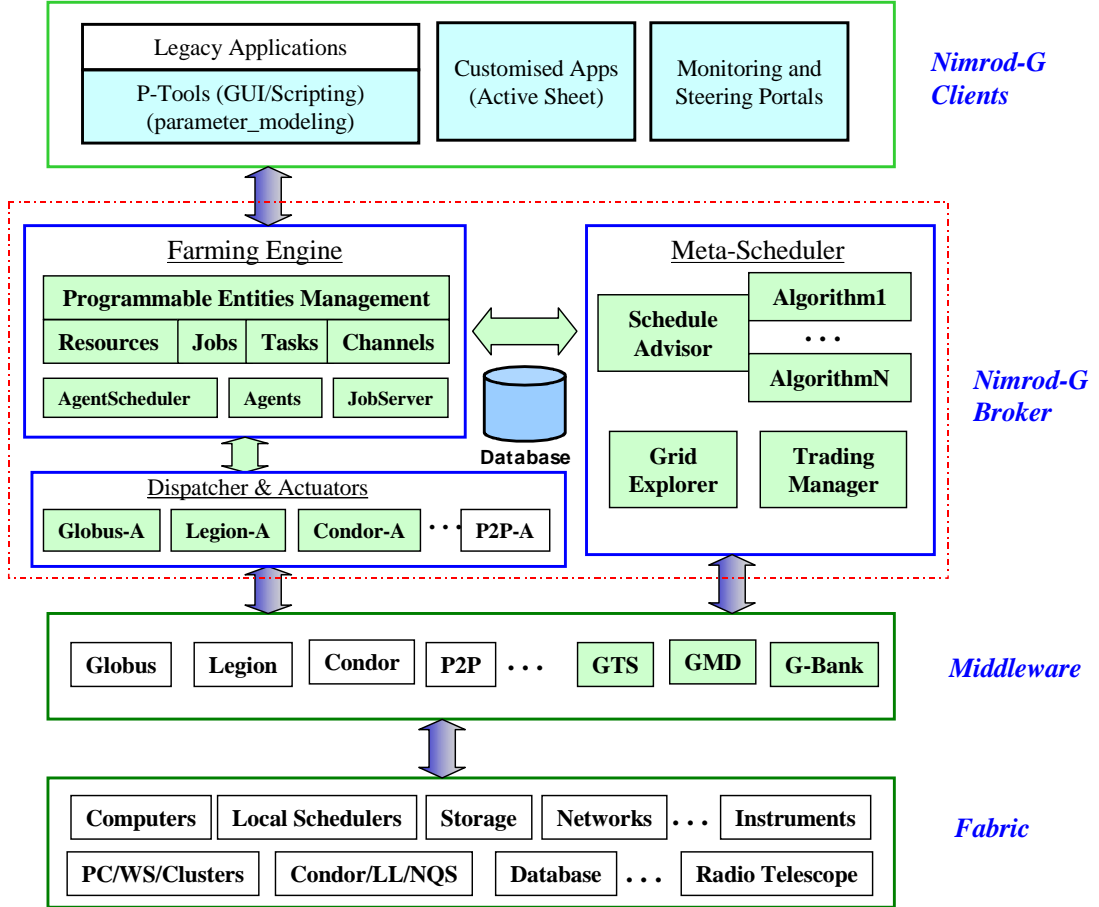 Legacy Applications
P-Tools (GUI/Scripting)
(parameter_modeling)
Customised Apps
(Active Sheet)
Monitoring and
Steering Portals
Nimrod-G
Clients
Farming Engine
Programmable Entities Management
Resources
Jobs
Tasks
Channels
AgentScheduler
Agents
JobServer
Database
Meta-Scheduler
Schedule
Advisor
Algorithm1
. . .
AlgorithmN
Grid
Explorer
Trading
Manager
Nimrod-G
Broker
Dispatcher & Actuators
Globus-A
Legion-A
Condor-A
. . .
P2P-A
Globus
Legion
Condor
P2P
. . .
GTS
GMD
G-Bank
Middleware
Computers
Local Schedulers
Storage
Networks
. . .
Instruments
Fabric
PC/WS/Clusters
Condor/LL/NQS
Database
. . .
Radio Telescope